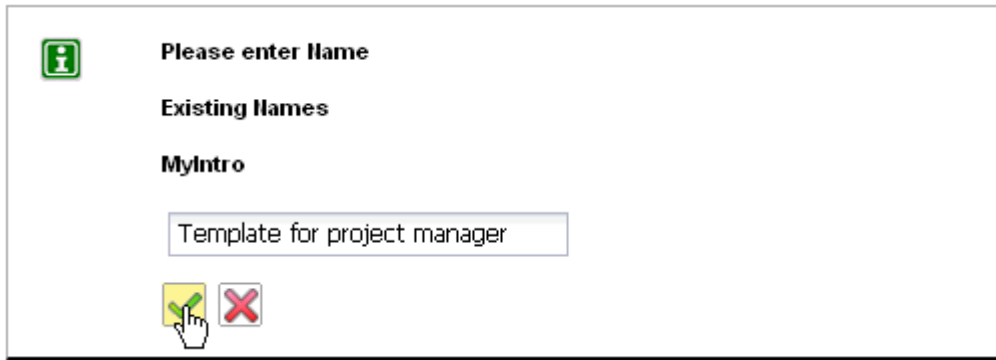 Please enter Name
Existing Names
MyIntro
Template for project manager